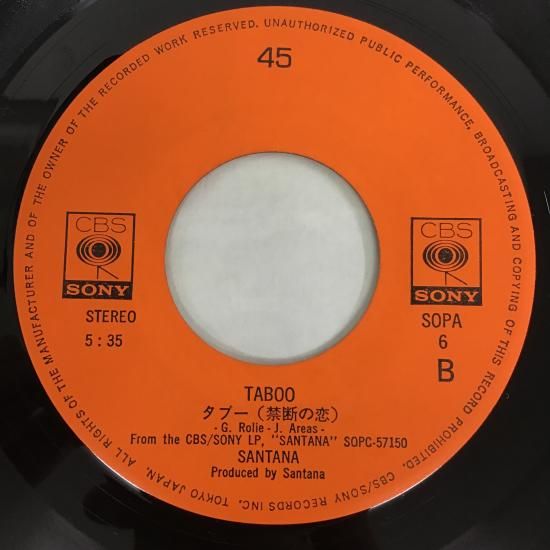 ALL RIGHTS OF THE MANUFACTURER AND OF THE OWNER OF THE RECORDED WORK RESERVED. UNAUTHORIZED PUBLIC PERFORMANCE, BROADCASTING AND COPYING OF THIS RECORD PROHIBITED. CBS/SONY RECORDS INC. TOKYO JAPAN.
45
CBS
SONY
CBS
SONY
STEREO
5:35
SOPA
6
B
TABOO
タブー（禁断の恋）
- G. Rolie - J. Areas -
From the CBS/SONY LP, "SANTANA" SOPC-57150
SANTANA
Produced by Santana